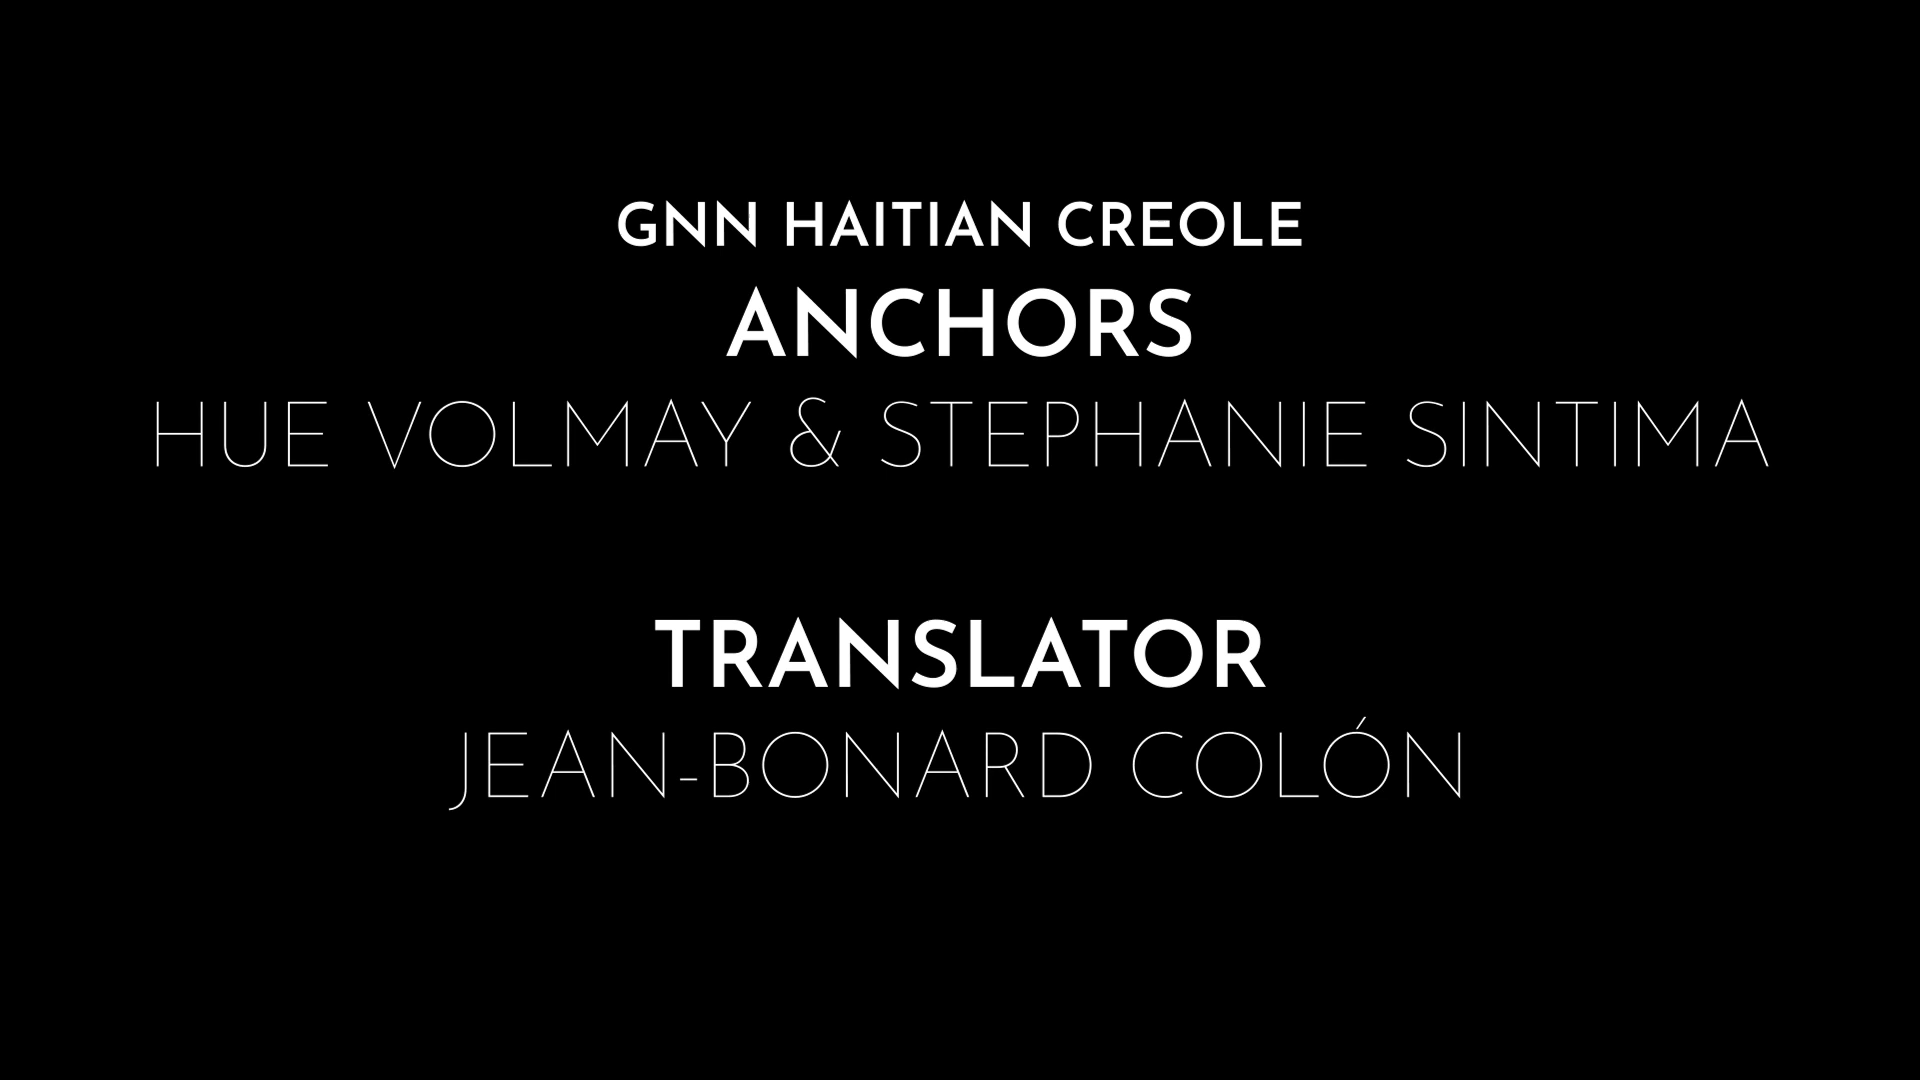 GNN HAITIAN CREOLE
ANCHORS
HUE VOLMAY & STEPHANIE SINTIMA
TRANSLATOR
JEAN-BONARD COLÓN